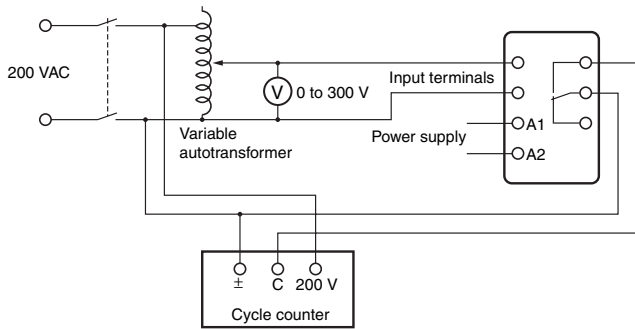 200 VAC
V
0 to 300 V
Variable
autotransformer
Input terminals
Power supply
A1
A2
± C 200 V
Cycle counter